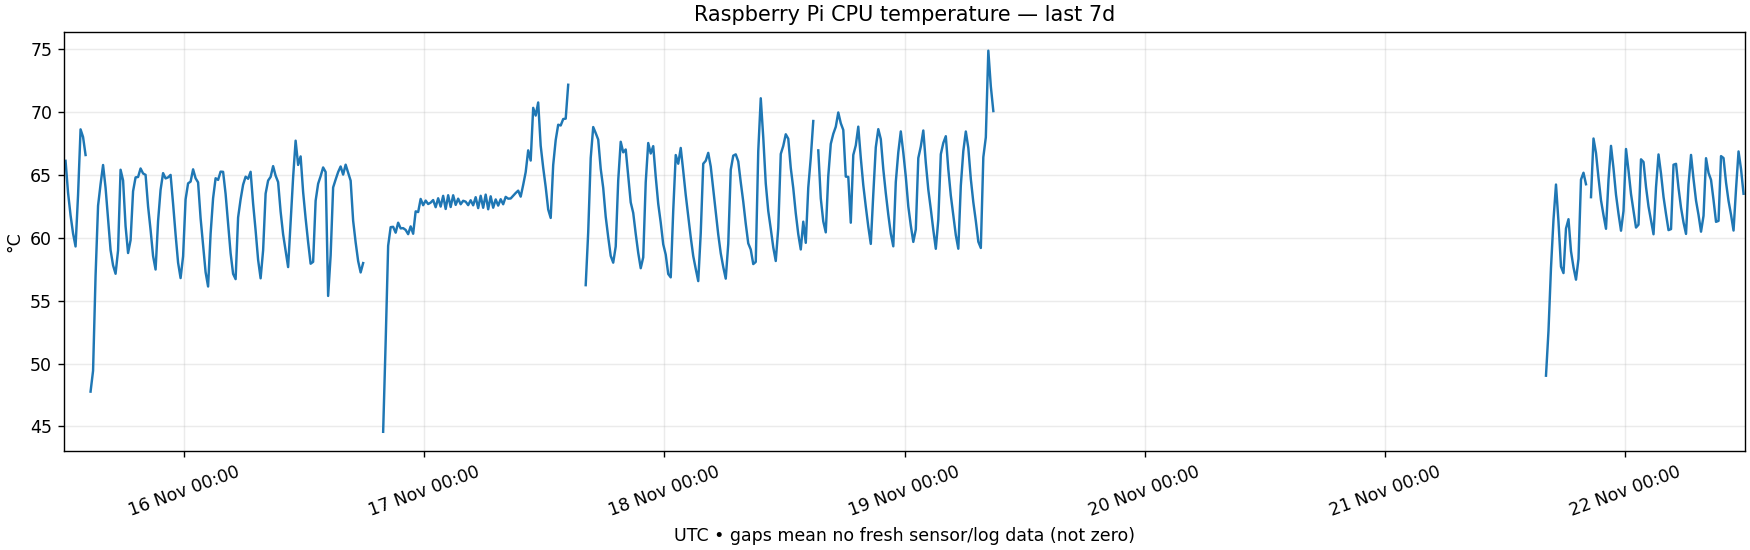 Raspberry Pi CPU temperature — last 7d
75
70
65
60
55
50
45
°C
16 Nov 00:00
17 Nov 00:00
18 Nov 00:00
19 Nov 00:00
20 Nov 00:00
21 Nov 00:00
22 Nov 00:00
UTC • gaps mean no fresh sensor/log data (not zero)